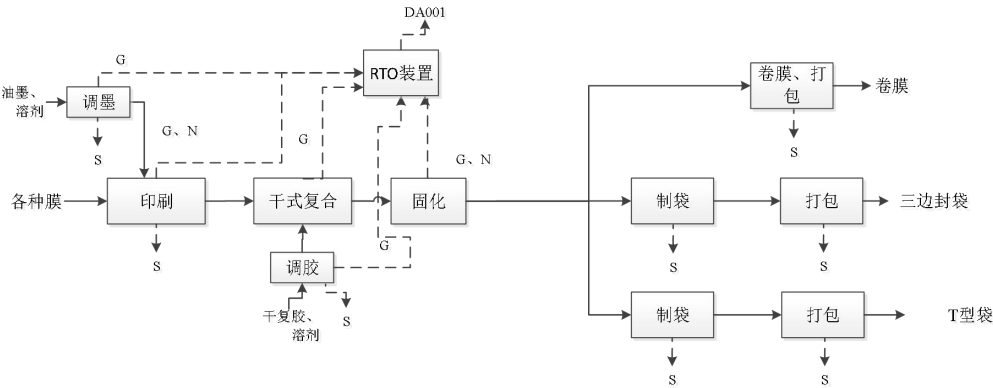 DA001
G
RTO装置
油墨、
溶剂
调墨
卷膜、打
包
卷膜
G、N
S
G
S
G、N
各种膜
印刷
干式复合
固化
制袋
打包
三边封袋
S
G
S
S
调胶
干复胶、
溶剂
S
制袋
打包
T型袋
S
S